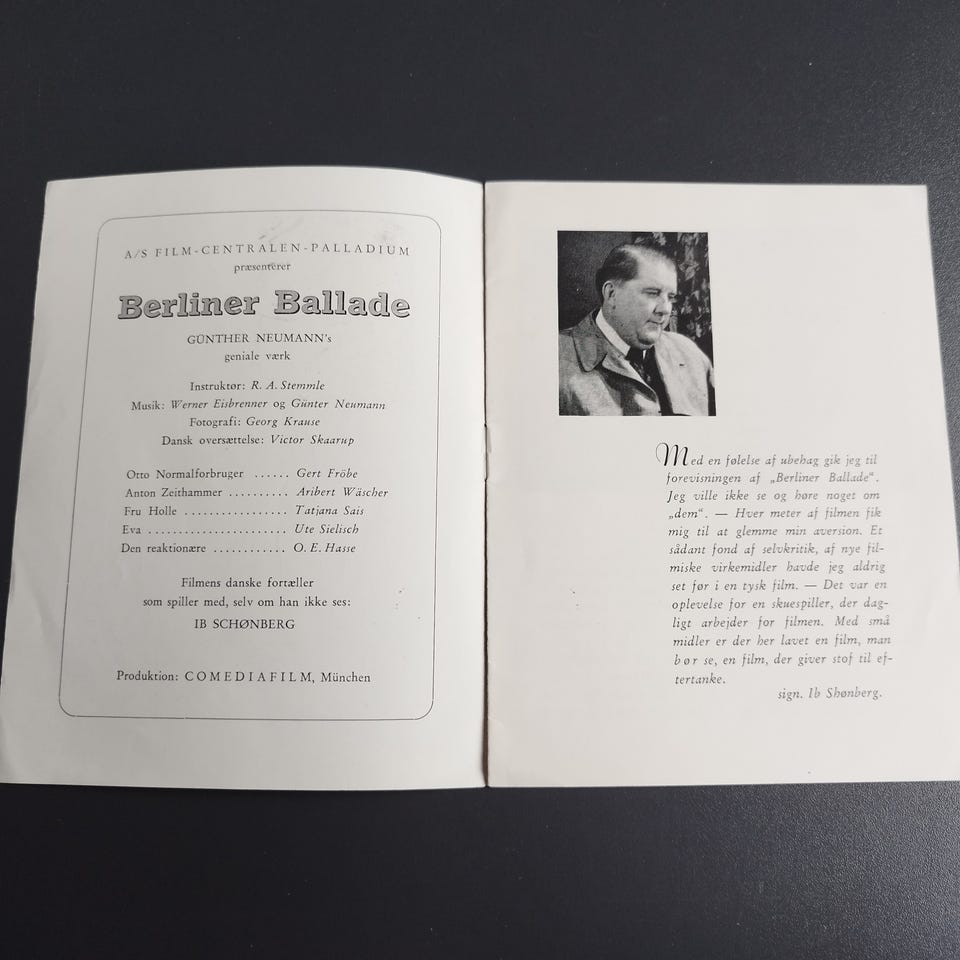 A/S FILM-CENTRALEN-PALLADIUM
præsenterer
Berliner Ballade
GÜNTHER NEUMANN's
geniale værk
Instruktør: R. A. Stemmle
Musik: Werner Eisbrenner og Günter Neumann
Fotografi: Georg Krause
Dansk oversættelse: Victor Skaarup
Otto Normalforbruger ...... Gert Fröbe
Anton Zeithammer .......... Aribert Wäscher
Fru Holle ................. Tatjana Sais
Eva ....................... Ute Sielisch
Den reaktionære ............ O. E. Hasse
Filmens danske fortæller
som spiller med, selv om han ikke ses:
IB SCHØNBERG
Produktion: COMEDIAFILM, München
Med en følelse af ubehag gik jeg til
forevisningen af „Berliner Ballade".
Jeg ville ikke se og høre noget om
„dem". — Hver meter af filmen fik
mig til at glemme min aversion. Et
sådant fond af selvkritik, af nye fil-
miske virkemidler havde jeg aldrig
set før i en tysk film. — Det var en
oplevelse for en skuespiller, der dag-
ligt arbejder for filmen. Med små
midler er der her lavet en film, man
bør se, en film, der giver stof til ef-
tertanke.
sign. Ib Shønberg.